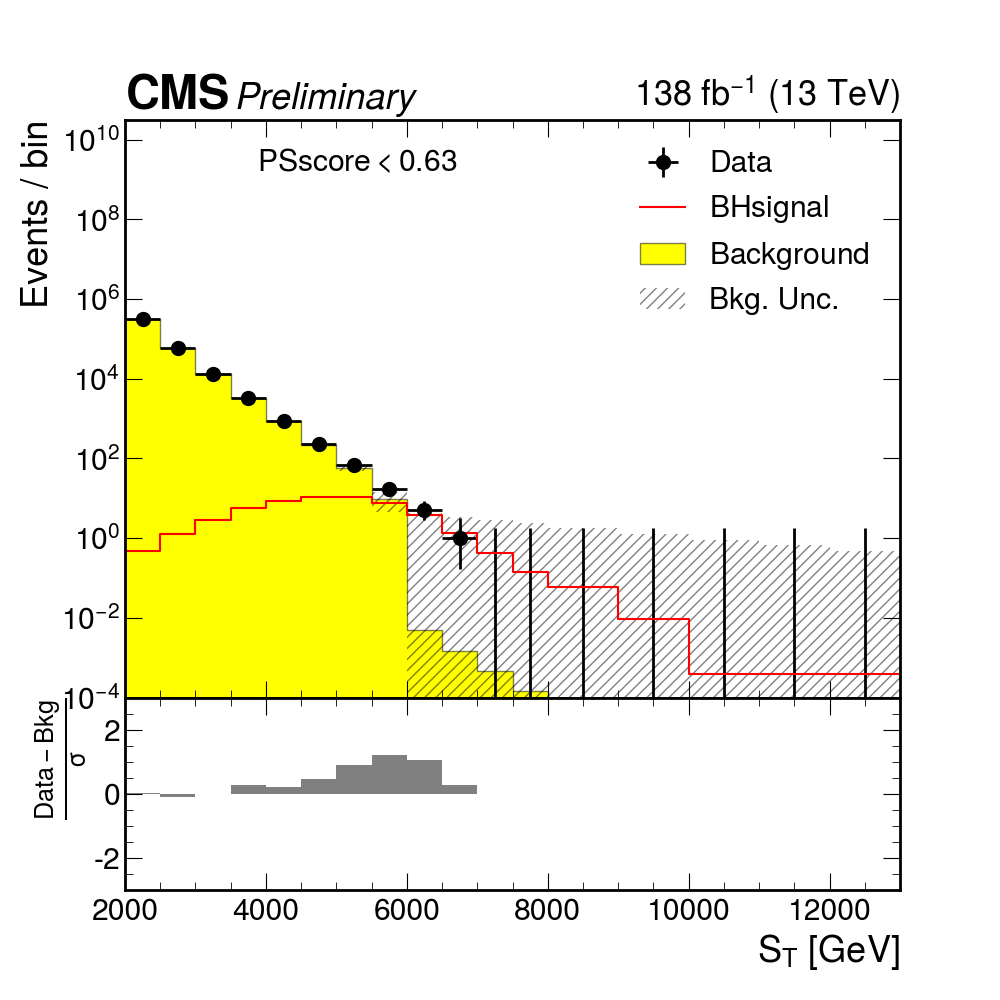 CMS Preliminary 138 fb⁻¹ (13 TeV)
Events / bin
10¹⁰
10⁸
10⁶
10⁴
10²
10⁰
10⁻²
10⁻⁴
PSscore < 0.63
Data
BHsignal
Background
Bkg. Unc.
Data – Bkg
σ
2
0
-2
2000 4000 6000 8000 10000 12000
S_T [GeV]